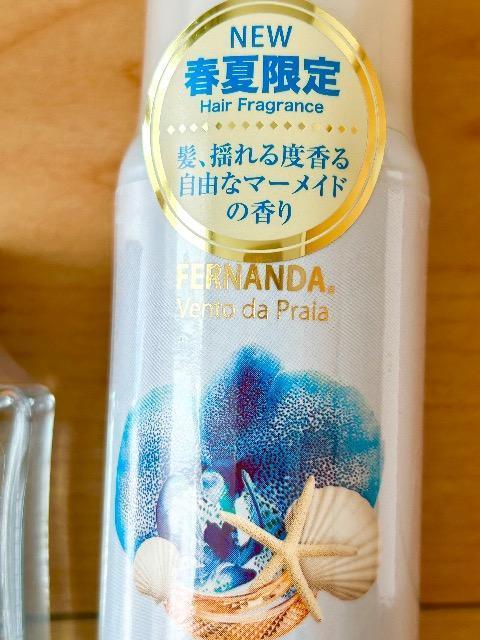 NEW
春夏限定
Hair Fragrance
髪、揺れる度香る
自由なマーメイド
の香り
FERNANDA®
Vento da Praia